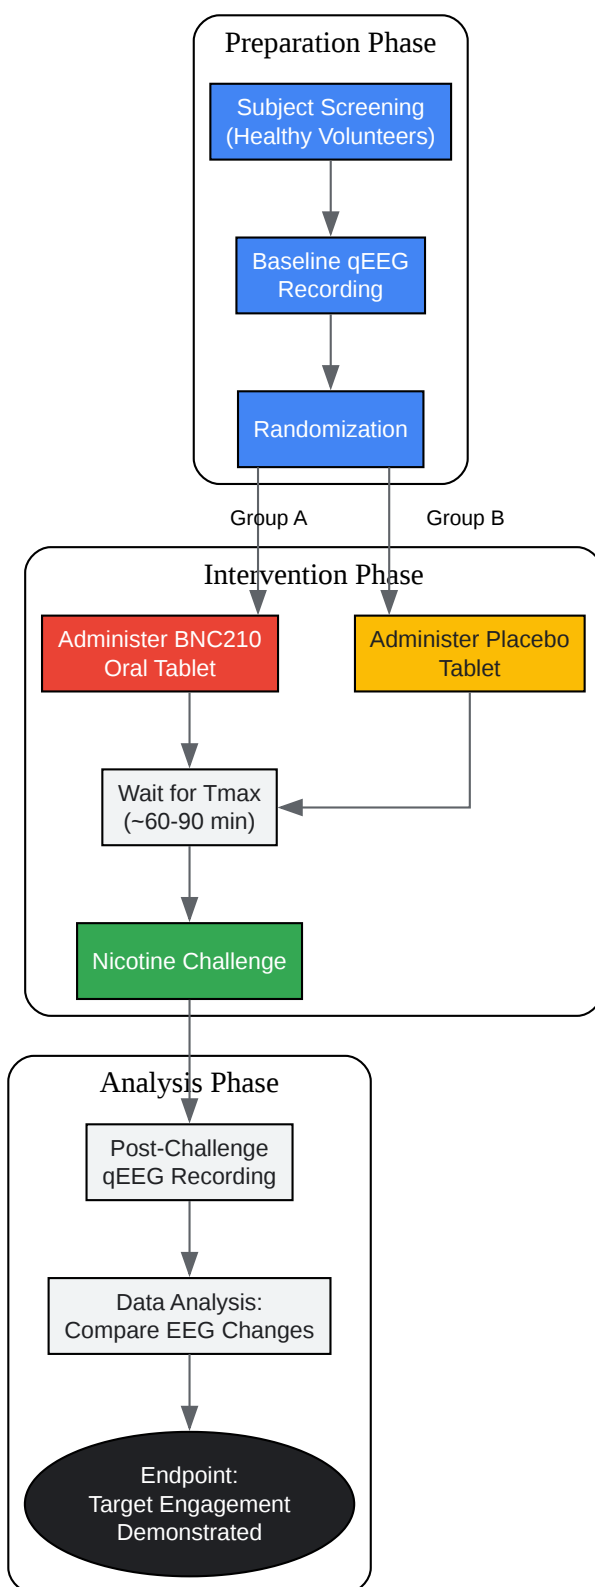 Preparation Phase
Subject Screening
(Healthy Volunteers)
Baseline qEEG
Recording
Randomization
Group A
Group B
Intervention Phase
Administer BNC210
Oral Tablet
Administer Placebo
Tablet
Wait for Tmax
(~60-90 min)
Nicotine Challenge
Analysis Phase
Post-Challenge
qEEG Recording
Data Analysis:
Compare EEG Changes
Endpoint:
Target Engagement
Demonstrated